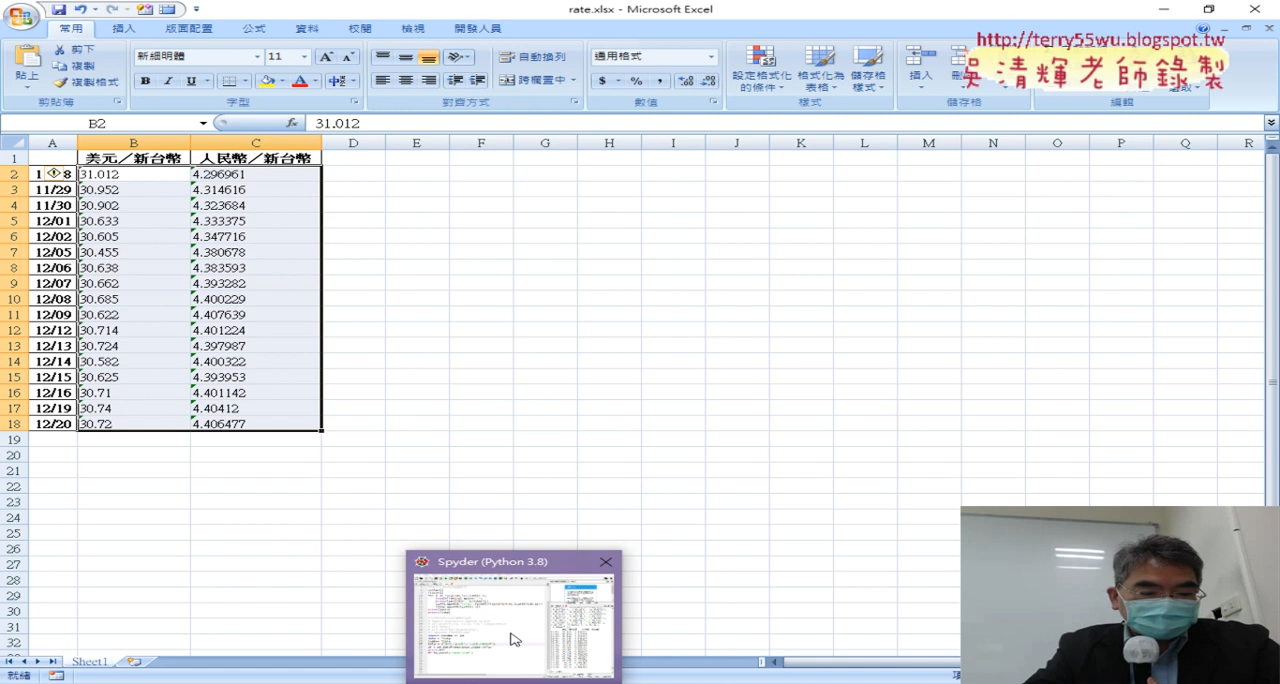 rate.xlsx - Microsoft Excel
常用 插入 版面配置 公式 資料 校閱 檢視 開發人員
http://terry55wu.blogspot.tw
吳清輝老師錄製
貼上 剪下 複製 複製格式
剪貼簿
新細明體 11
字型
自動換列
跨欄置中
對齊方式
通用格式
數值
設定格式化的條件 格式化為表格 儲存格樣式
樣式
插入
儲存格
編輯
B2 fx 31.012
A B C D E F G H I J K L M N O P Q R
1 美元／新台幣 人民幣／新台幣
2 1 8 31.012 4.296961
3 11/29 30.952 4.314616
4 11/30 30.902 4.323684
5 12/01 30.633 4.333375
6 12/02 30.605 4.347716
7 12/05 30.455 4.380678
8 12/06 30.638 4.383593
9 12/07 30.662 4.393282
10 12/08 30.685 4.400229
11 12/09 30.622 4.407639
12 12/12 30.714 4.401224
13 12/13 30.724 4.397987
14 12/14 30.582 4.400322
15 12/15 30.625 4.393953
16 12/16 30.71 4.401142
17 12/19 30.74 4.40412
18 12/20 30.72 4.406477
19
20
21
22
23
24
25
26
27
28
29
30
31
32
Spyder (Python 3.8)
Sheet1
就緒